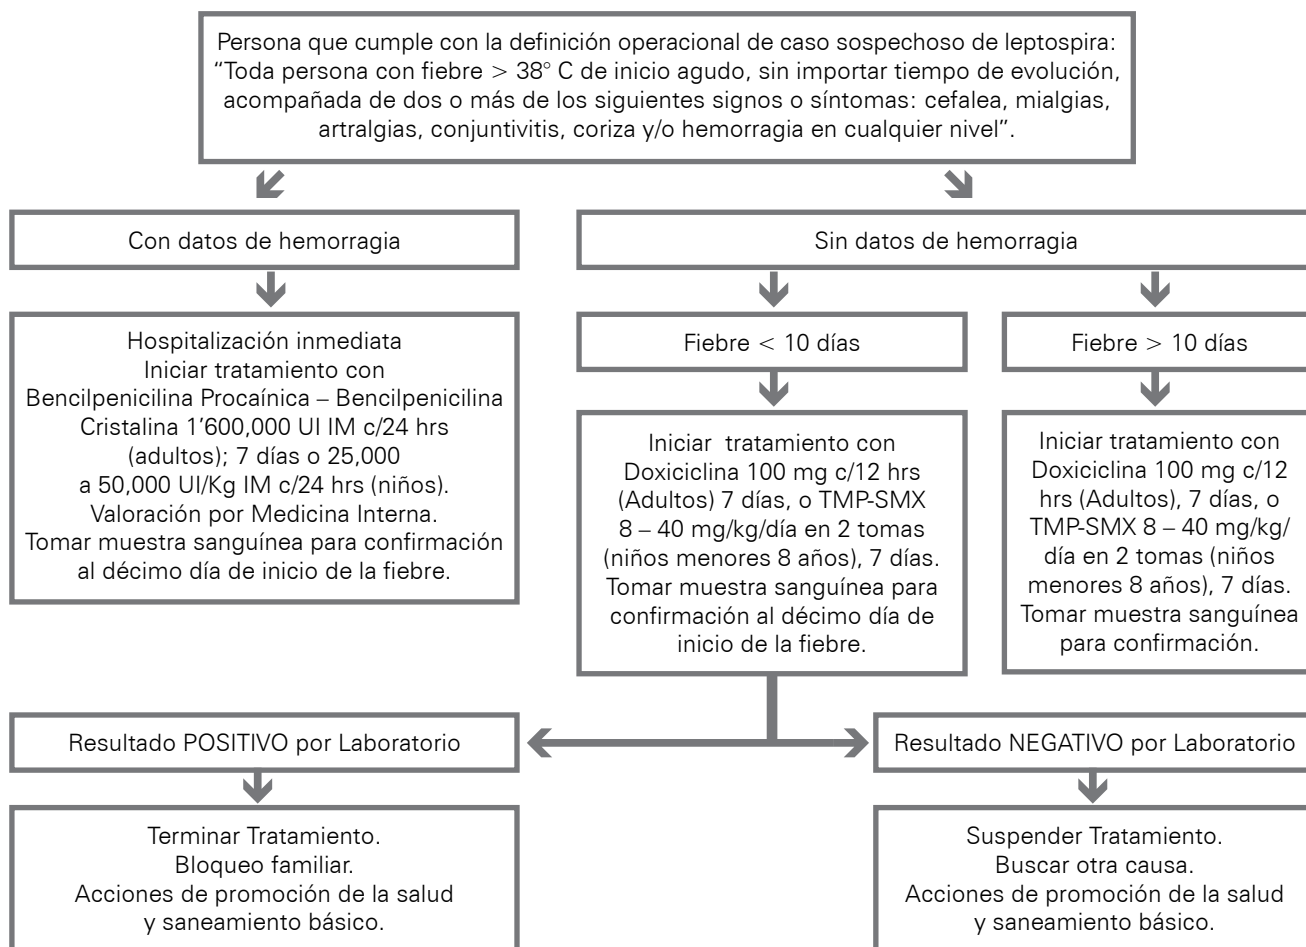 Persona que cumple con la definición operacional de caso sospechoso de leptospira:
“Toda persona con fiebre > 38° C de inicio agudo, sin importar tiempo de evolución,
acompañada de dos o más de los siguientes signos o síntomas: cefalea, mialgias,
artralgias, conjuntivitis, coriza y/o hemorragia en cualquier nivel”.
Con datos de hemorragia
Sin datos de hemorragia
Hospitalización inmediata
Iniciar tratamiento con
Bencilpenicilina Procaínica – Bencilpenicilina
Cristalina 1’600,000 UI IM c/24 hrs
(adultos); 7 días o 25,000
a 50,000 UI/Kg IM c/24 hrs (niños).
Valoración por Medicina Interna.
Tomar muestra sanguínea para confirmación
al décimo día de inicio de la fiebre.
Fiebre < 10 días
Fiebre > 10 días
Iniciar tratamiento con
Doxiciclina 100 mg c/12 hrs
(Adultos) 7 días, o TMP-SMX
8 – 40 mg/kg/día en 2 tomas
(niños menores 8 años), 7 días.
Tomar muestra sanguínea para
confirmación al décimo día de
inicio de la fiebre.
Iniciar tratamiento con
Doxiciclina 100 mg c/12
hrs (Adultos), 7 días, o
TMP-SMX 8 – 40 mg/kg/
día en 2 tomas (niños
menores 8 años), 7 días.
Tomar muestra sanguínea
para confirmación.
Resultado POSITIVO por Laboratorio
Resultado NEGATIVO por Laboratorio
Terminar Tratamiento.
Bloqueo familiar.
Acciones de promoción de la salud
y saneamiento básico.
Suspender Tratamiento.
Buscar otra causa.
Acciones de promoción de la salud
y saneamiento básico.